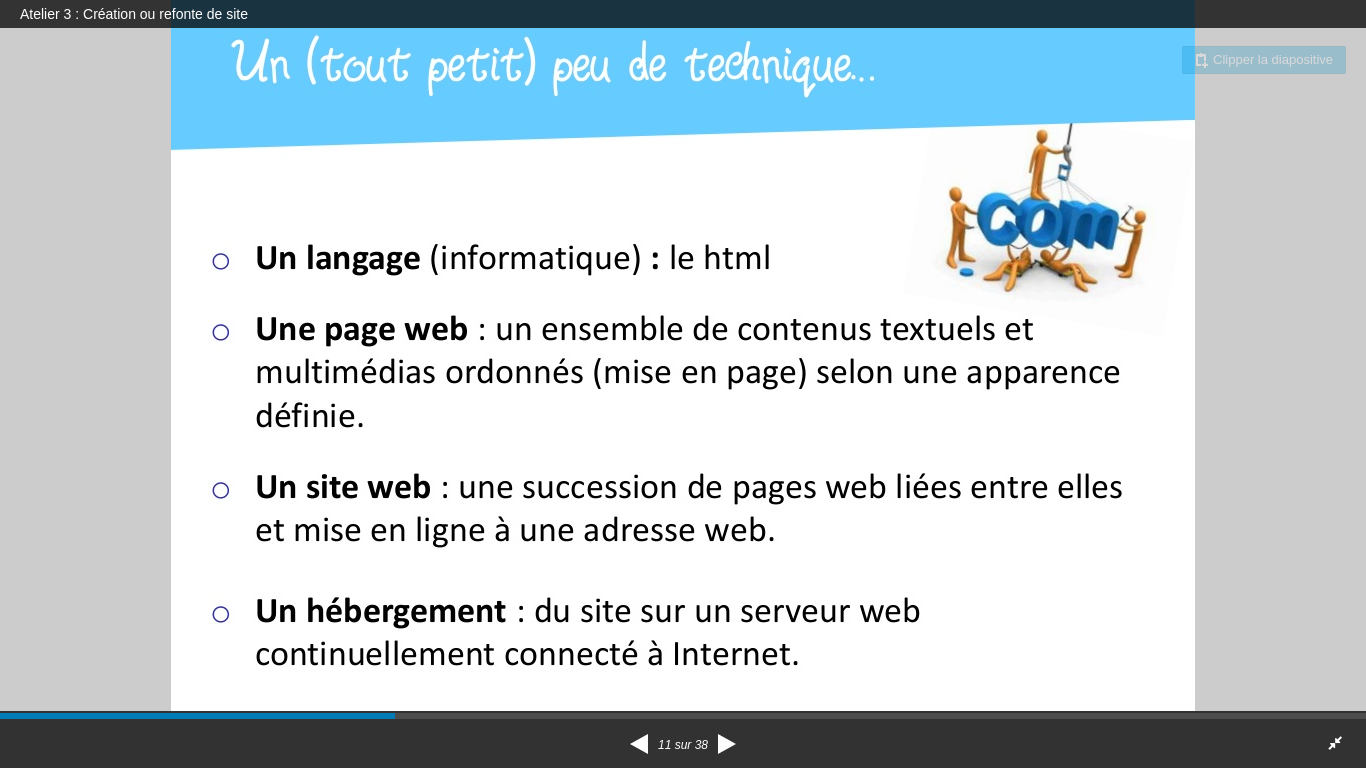 Atelier 3 : Création ou refonte de site
Un (tout petit) peu de technique...
Clipper la diapositive
com
o Un langage (informatique) : le html
o Une page web : un ensemble de contenus textuels et
multimédias ordonnés (mise en page) selon une apparence
définie.
o Un site web : une succession de pages web liées entre elles
et mise en ligne à une adresse web.
o Un hébergement : du site sur un serveur web
continuellement connecté à Internet.
11 sur 38